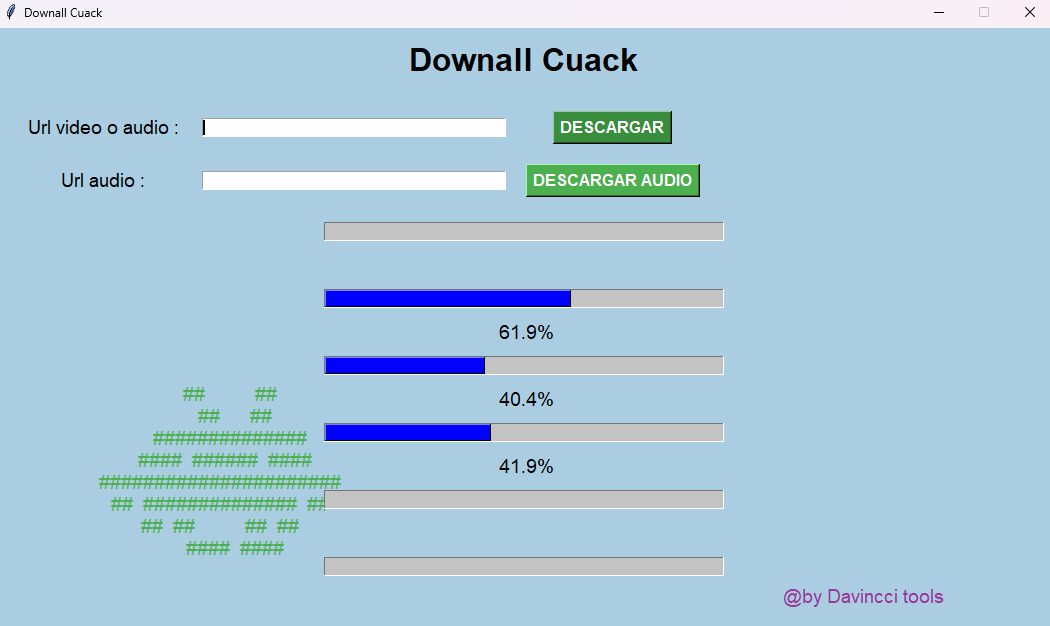 Downall Cuack
Downall Cuack
Url video o audio :
DESCARGAR
Url audio :
DESCARGAR AUDIO
61.9%
40.4%
41.9%
##     ##
##   ##
##############
#### ###### ####
######################
## ############## ##
## ##     ## ##
#### ####
@by Davincci tools